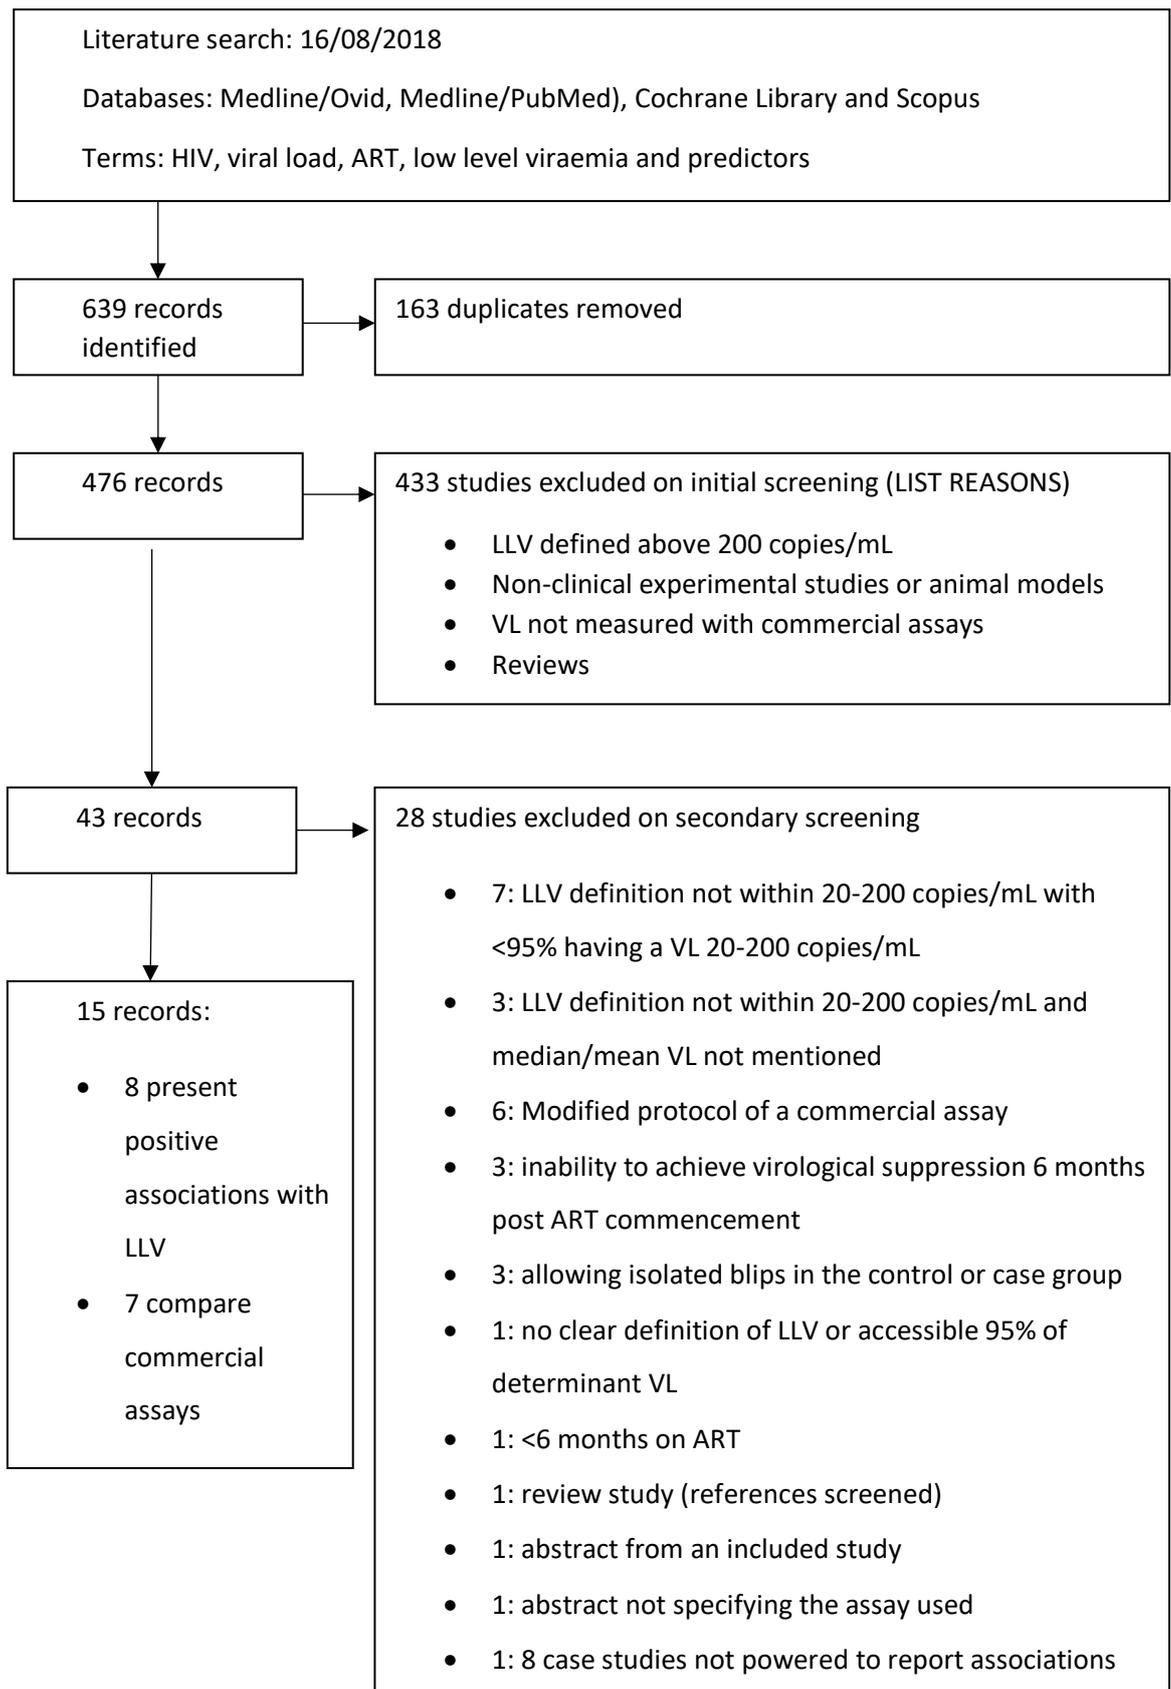 Literature search: 16/08/2018
Databases: Medline/Ovid, Medline/PubMed), Cochrane Library and Scopus
Terms: HIV, viral load, ART, low level viraemia and predictors
639 records
identified
163 duplicates removed
476 records
433 studies excluded on initial screening (LIST REASONS)
• LLV defined above 200 copies/mL
• Non-clinical experimental studies or animal models
• VL not measured with commercial assays
• Reviews
43 records
28 studies excluded on secondary screening
• 7: LLV definition not within 20-200 copies/mL with
<95% having a VL 20-200 copies/mL
• 3: LLV definition not within 20-200 copies/mL and
median/mean VL not mentioned
• 6: Modified protocol of a commercial assay
• 3: inability to achieve virological suppression 6 months
post ART commencement
• 3: allowing isolated blips in the control or case group
• 1: no clear definition of LLV or accessible 95% of
determinant VL
• 1: <6 months on ART
• 1: review study (references screened)
• 1: abstract from an included study
• 1: abstract not specifying the assay used
• 1: 8 case studies not powered to report associations
15 records:
• 8 present
positive
associations with
LLV
• 7 compare
commercial
assays